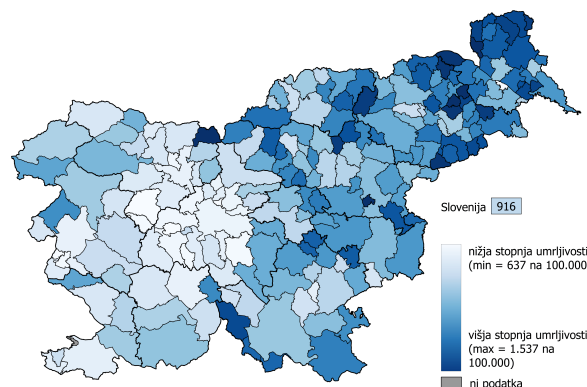 Slovenija 916
nižja stopnja umrljivosti
(min = 637 na 100.000)
višja stopnja umrljivosti
(max = 1.537 na
100.000)
ni podatka